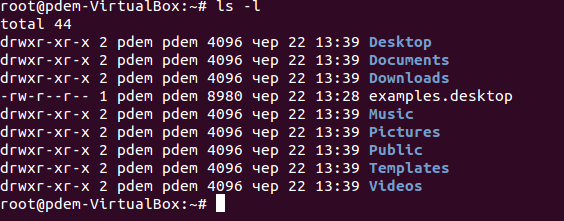 root@pdem-VirtualBox:~# ls -l
total 44
drwxr-xr-x 2 pdem pdem 4096 чер 22 13:39 Desktop
drwxr-xr-x 2 pdem pdem 4096 чер 22 13:39 Documents
drwxr-xr-x 2 pdem pdem 4096 чер 22 13:39 Downloads
-rw-r--r-- 1 pdem pdem 8980 чер 22 13:28 examples.desktop
drwxr-xr-x 2 pdem pdem 4096 чер 22 13:39 Music
drwxr-xr-x 2 pdem pdem 4096 чер 22 13:39 Pictures
drwxr-xr-x 2 pdem pdem 4096 чер 22 13:39 Public
drwxr-xr-x 2 pdem pdem 4096 чер 22 13:39 Templates
drwxr-xr-x 2 pdem pdem 4096 чер 22 13:39 Videos
root@pdem-VirtualBox:~#